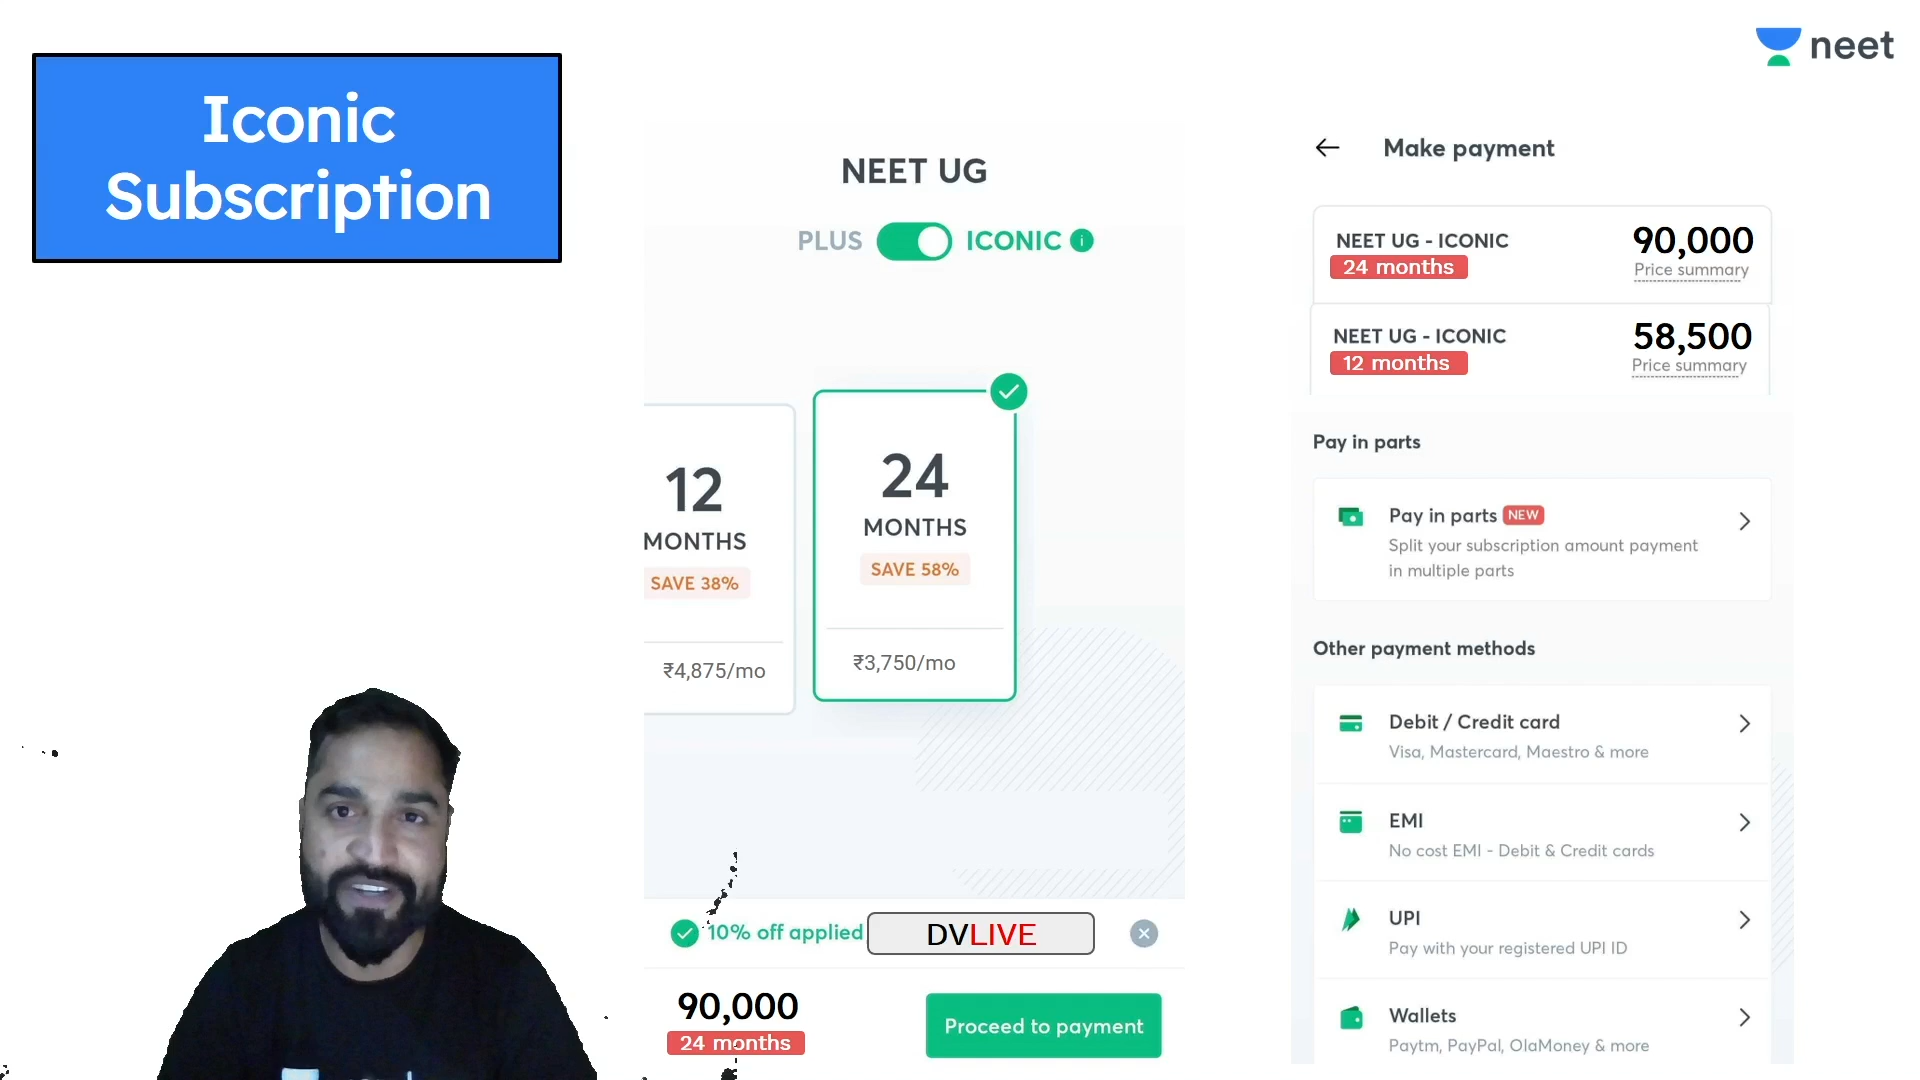 Iconic
Subscription
neet
NEET UG
PLUS ICONIC i
12
MONTHS
SAVE 38%
₹4,875/mo
24
MONTHS
SAVE 58%
₹3,750/mo
10% off applied DVLIVE
90,000
24 months
Proceed to payment
Make payment
NEET UG - ICONIC 90,000
24 months Price summary
NEET UG - ICONIC 58,500
12 months Price summary
Pay in parts
Pay in parts NEW
Split your subscription amount payment
in multiple parts
Other payment methods
Debit / Credit card
Visa, Mastercard, Maestro & more
EMI
No cost EMI - Debit & Credit cards
UPI
Pay with your registered UPI ID
Wallets
Paytm, PayPal, OlaMoney & more